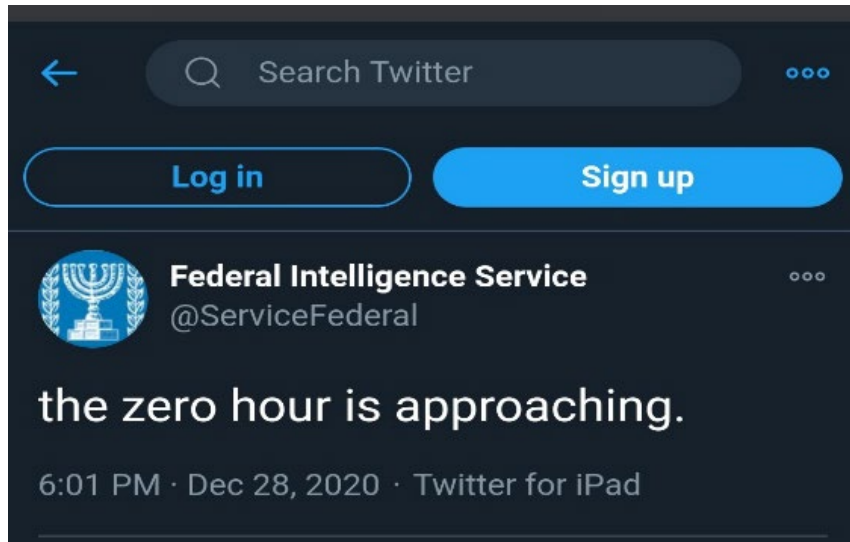 Search Twitter
Log in
Sign up
Federal Intelligence Service
@ServiceFederal
the zero hour is approaching.
6:01 PM · Dec 28, 2020 · Twitter for iPad